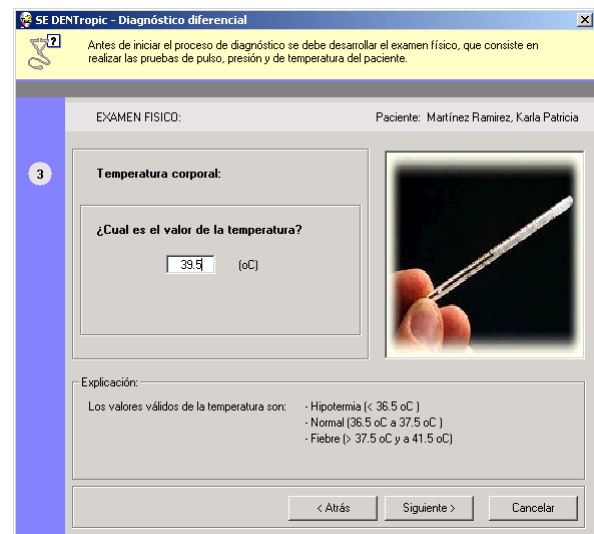 SE DENTropic - Diagnóstico diferencial
Antes de iniciar el proceso de diagnóstico se debe desarrollar el examen físico, que consiste en
realizar las pruebas de pulso, presión y de temperatura del paciente.
EXAMEN FISICO: Paciente: Martínez Ramirez, Karla Patricia
3
Temperatura corporal:
¿Cual es el valor de la temperatura?
39.5 (oC)
Explicación:
Los valores válidos de la temperatura son: - Hipotermia (< 36.5 oC )
- Normal (36.5 oC a 37.5 oC )
- Fiebre (> 37.5 oC y a 41.5 oC)
< Atrás Siguiente > Cancelar